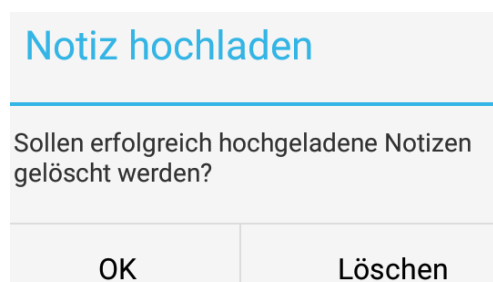 Notiz hochladen
Sollen erfolgreich hochgeladene Notizen
gelöscht werden?
OK
Löschen